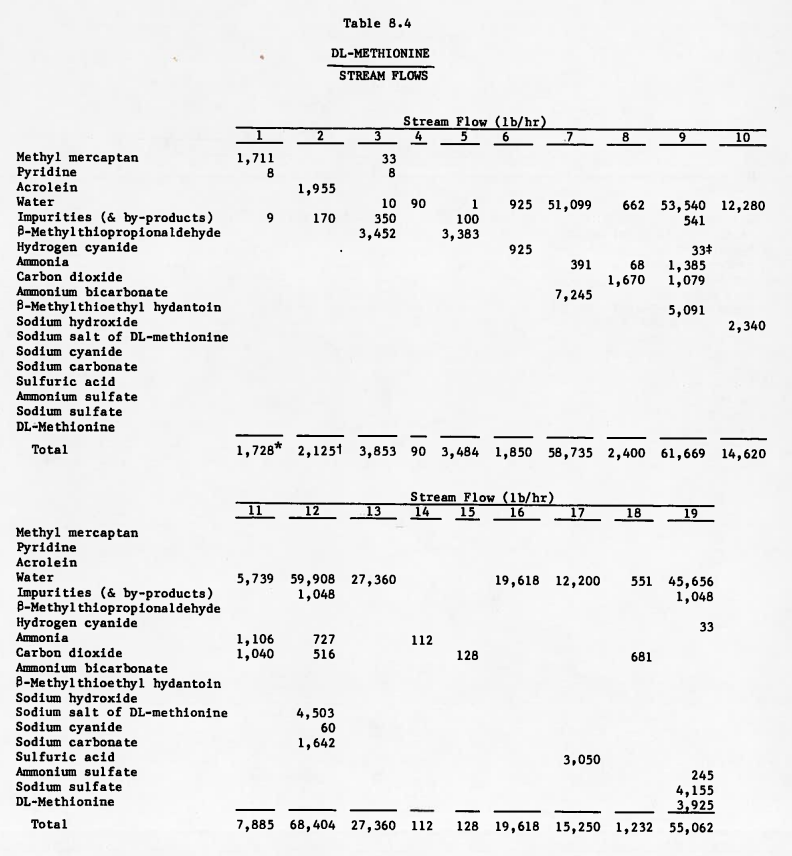 Table 8.4
DL-METHIONINE
STREAM FLOWS
Stream Flow (lb/hr)
1 2 3 4 5 6 7 8 9 10
Methyl mercaptan 1,711 33
Pyridine 8 8
Acrolein 1,955
Water 10 90 1 925 51,099 662 53,540 12,280
Impurities (& by-products) 9 170 350 100 541
β-Methylthiopropionaldehyde 3,452 3,383
Hydrogen cyanide 925 33‡
Ammonia 391 68 1,385
Carbon dioxide 1,670 1,079
Ammonium bicarbonate 7,245
β-Methylthioethyl hydantoin 5,091
Sodium hydroxide 2,340
Sodium salt of DL-methionine
Sodium cyanide
Sodium carbonate
Sulfuric acid
Ammonium sulfate
Sodium sulfate
DL-Methionine
Total 1,728* 2,125† 3,853 90 3,484 1,850 58,735 2,400 61,669 14,620
Stream Flow (lb/hr)
11 12 13 14 15 16 17 18 19
Methyl mercaptan
Pyridine
Acrolein
Water 5,739 59,908 27,360 19,618 12,200 551 45,656
Impurities (& by-products) 1,048 1,048
β-Methylthiopropionaldehyde
Hydrogen cyanide 33
Ammonia 1,106 727 112
Carbon dioxide 1,040 516 128 681
Ammonium bicarbonate
β-Methylthioethyl hydantoin
Sodium hydroxide
Sodium salt of DL-methionine 4,503
Sodium cyanide 60
Sodium carbonate 1,642
Sulfuric acid 3,050
Ammonium sulfate 245
Sodium sulfate 4,155
DL-Methionine 3,925
Total 7,885 68,404 27,360 112 128 19,618 15,250 1,232 55,062